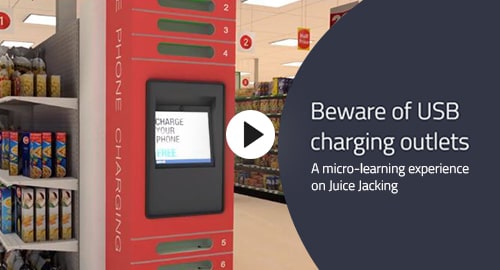 1
2
3
4
PHONE CHARGING
CHARGE
YOUR
PHONE
FREE
5
6
Beware of USB
charging outlets
A micro-learning experience
on Juice Jacking